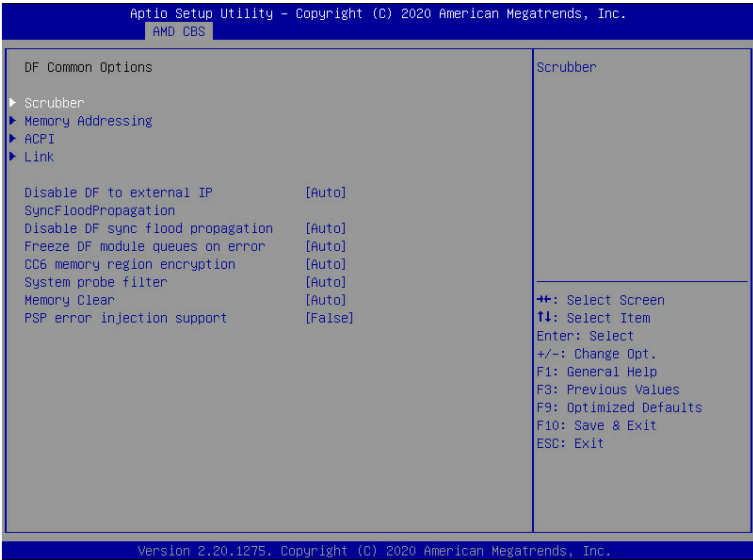 Aptio Setup Utility – Copyright (C) 2020 American Megatrends, Inc.
AMD CBS
DF Common Options
Scrubber
Memory Addressing
ACPI
Link
Disable DF to external IP [Auto]
SyncFloodPropagation
Disable DF sync flood propagation [Auto]
Freeze DF module queues on error [Auto]
CC6 memory region encryption [Auto]
System probe filter [Auto]
Memory Clear [Auto]
PSP error injection support [False]
Scrubber
→←: Select Screen
↑↓: Select Item
Enter: Select
+/-: Change Opt.
F1: General Help
F3: Previous Values
F9: Optimized Defaults
F10: Save & Exit
ESC: Exit
Version 2.20.1275. Copyright (C) 2020 American Megatrends, Inc.